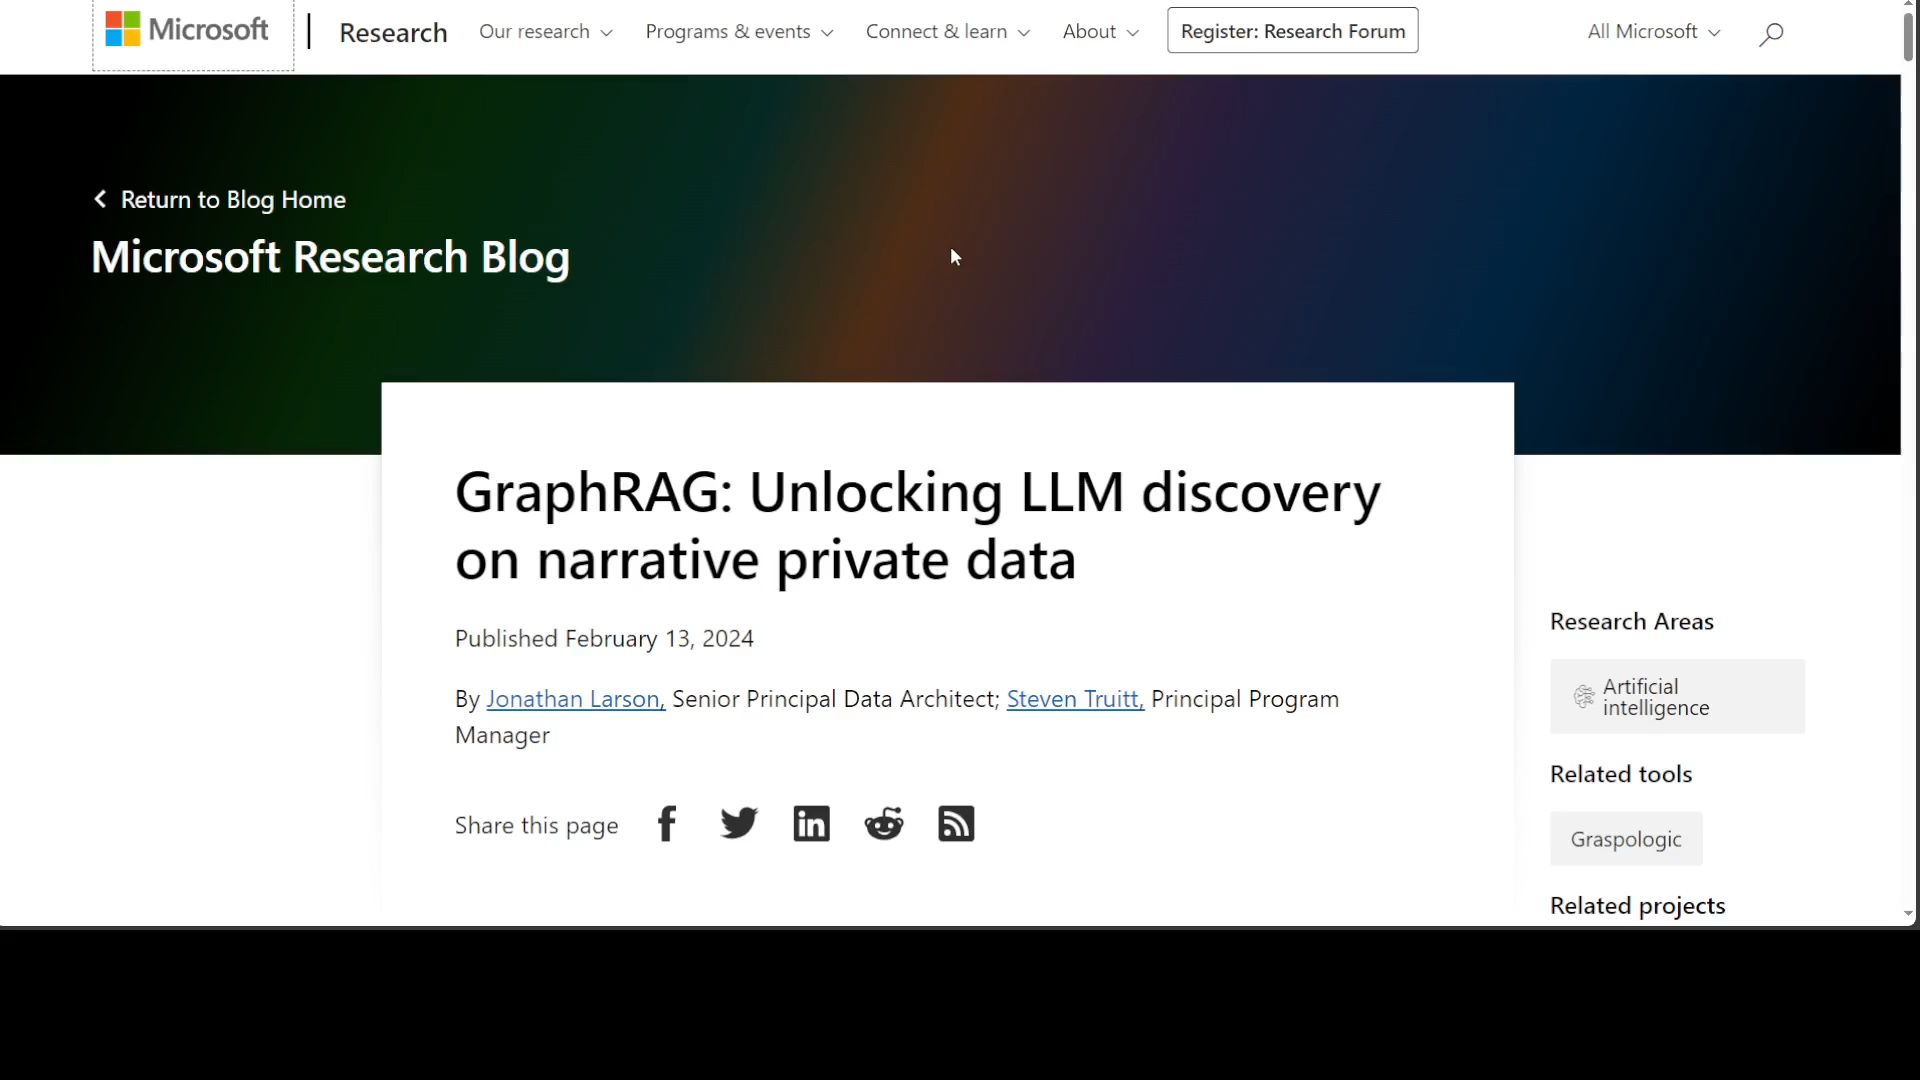 Microsoft
Research
Our research
Programs & events
Connect & learn
About
Register: Research Forum
All Microsoft
Return to Blog Home
Microsoft Research Blog
GraphRAG: Unlocking LLM discovery
on narrative private data
Published February 13, 2024
By Jonathan Larson, Senior Principal Data Architect; Steven Truitt, Principal Program
Manager
Share this page
Research Areas
Artificial
intelligence
Related tools
Graspologic
Related projects